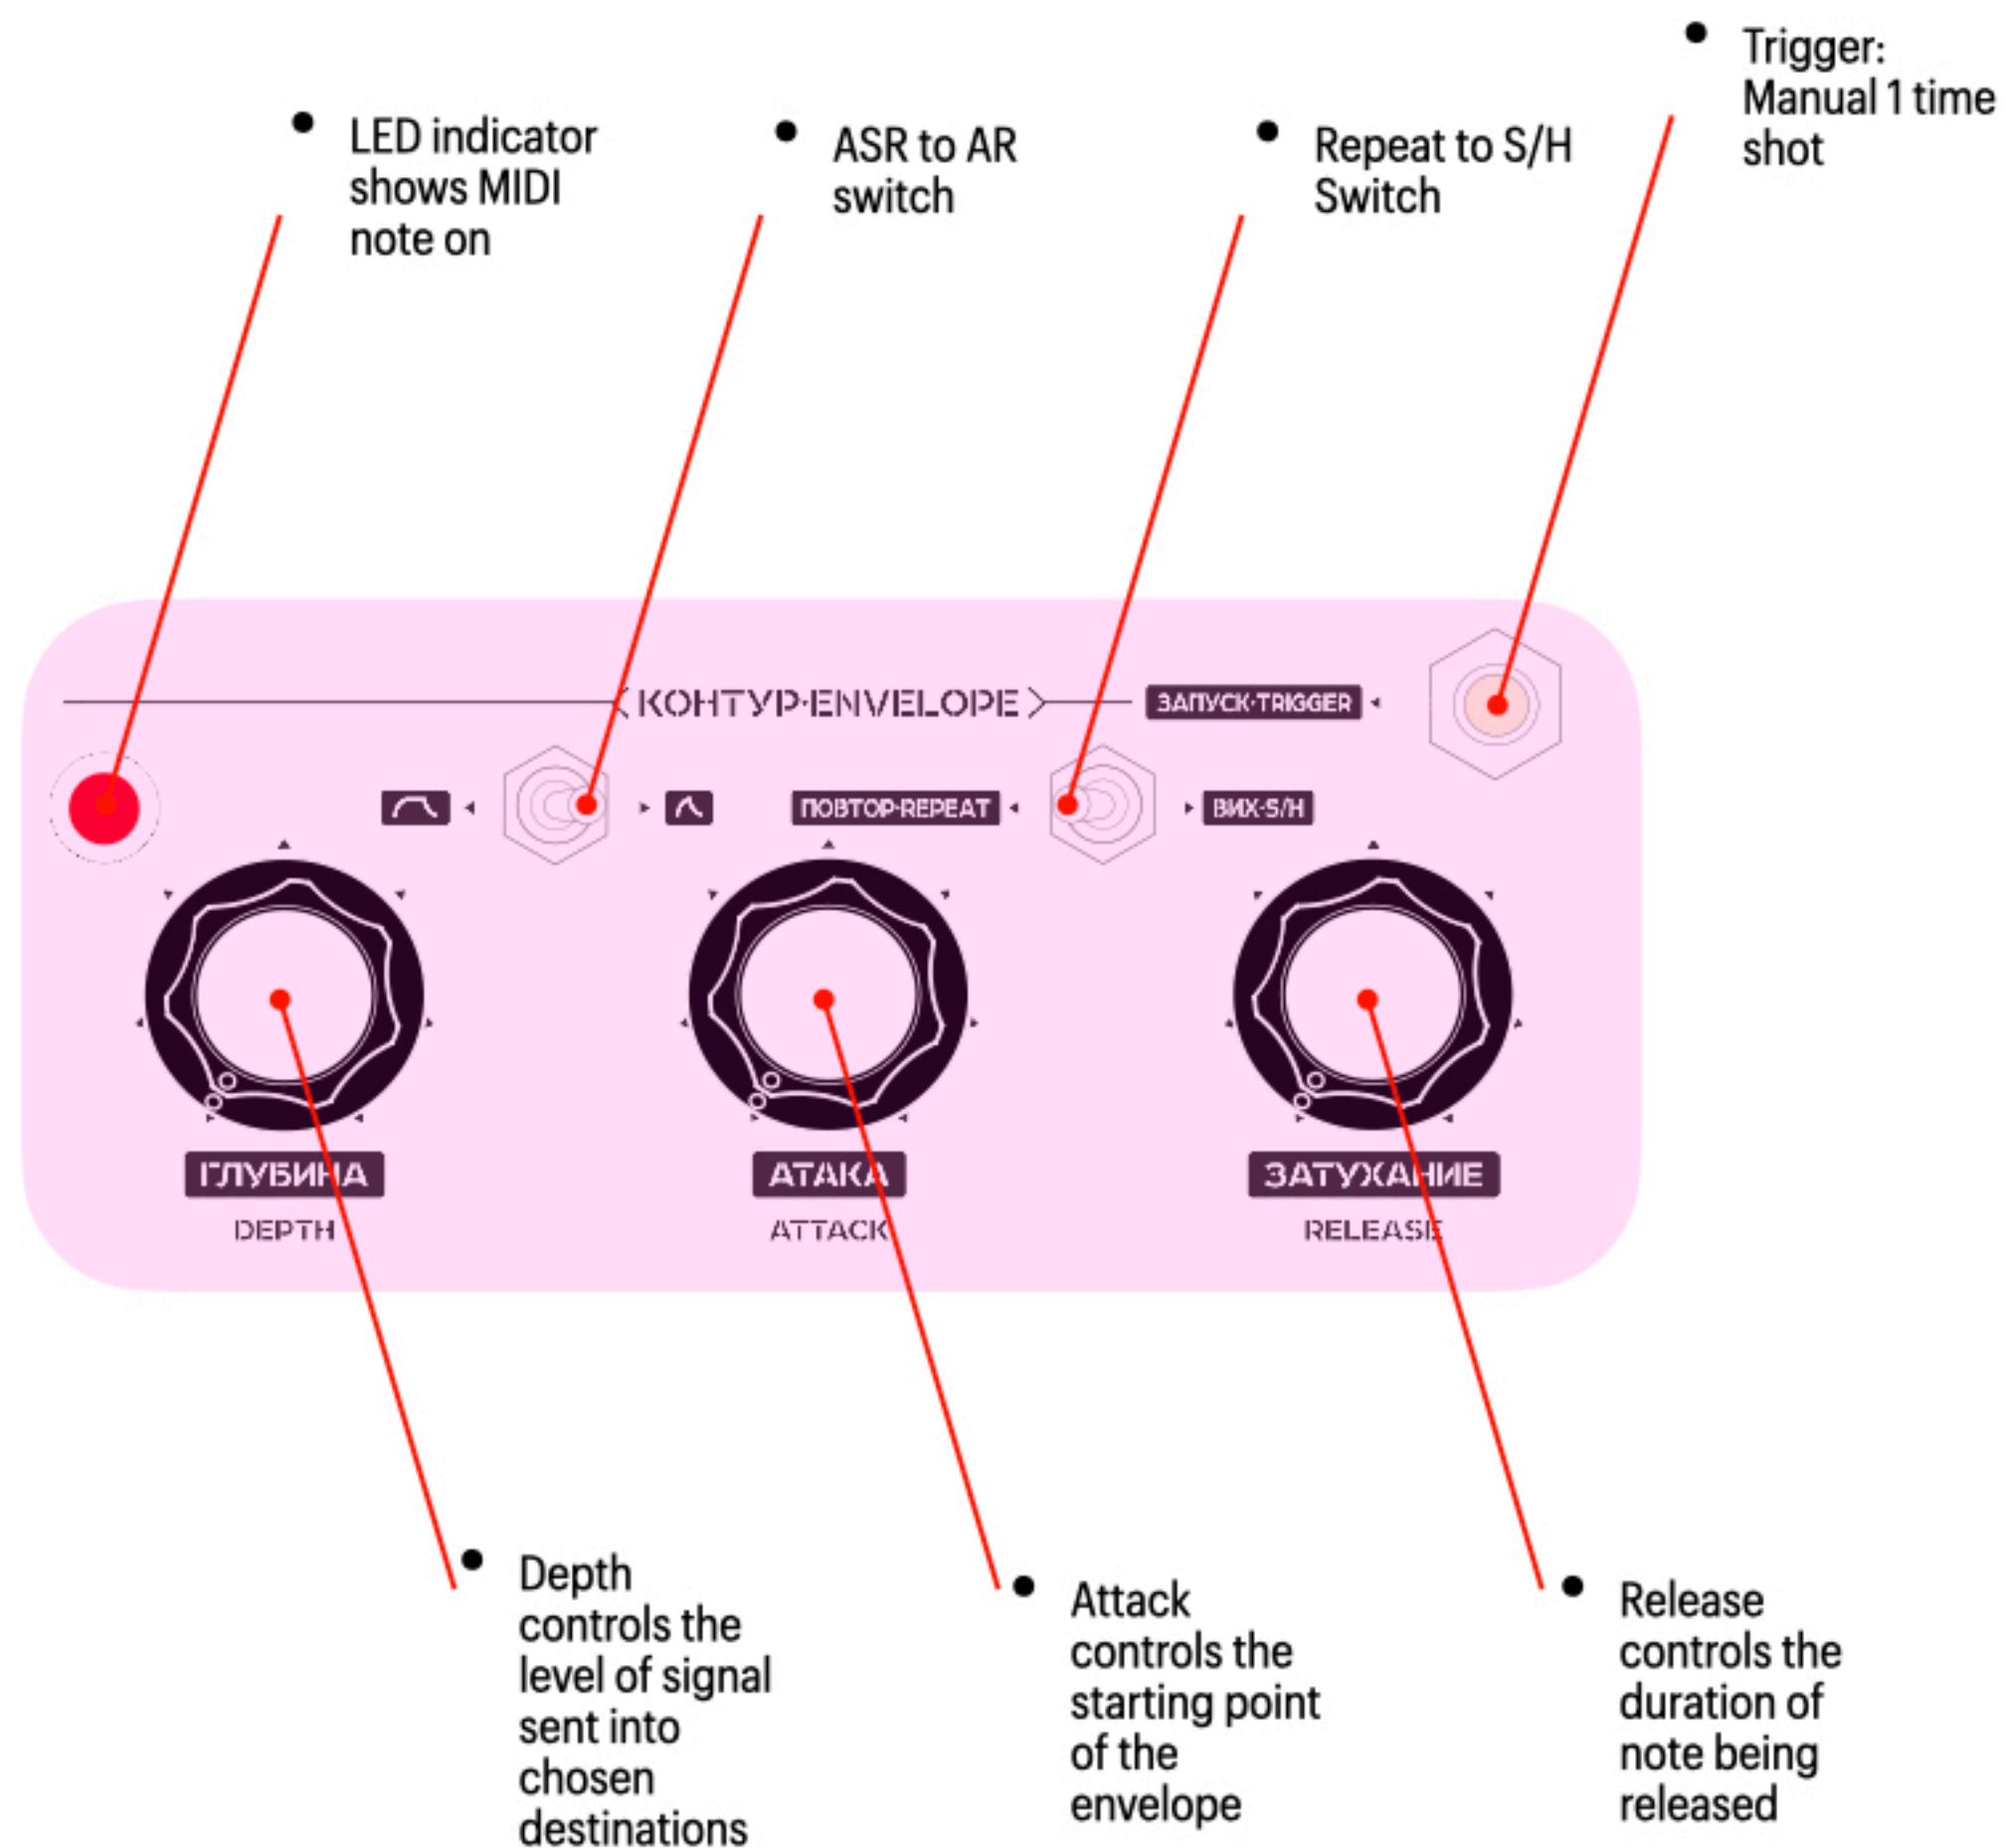 • Trigger:
Manual 1 time
shot
• LED indicator
shows MIDI
note on
• ASR to AR
switch
• Repeat to S/H
Switch
КОНТУР·ENVELOPE
ЗАПУСК·TRIGGER
ПОВТОР·REPEAT
ВИХ·S/H
ГЛУБИНА
DEPTH
АТАКА
ATTACK
ЗАТУХАНИЕ
RELEASE
• Depth
controls the
level of signal
sent into
chosen
destinations
• Attack
controls the
starting point
of the
envelope
• Release
controls the
duration of
note being
released